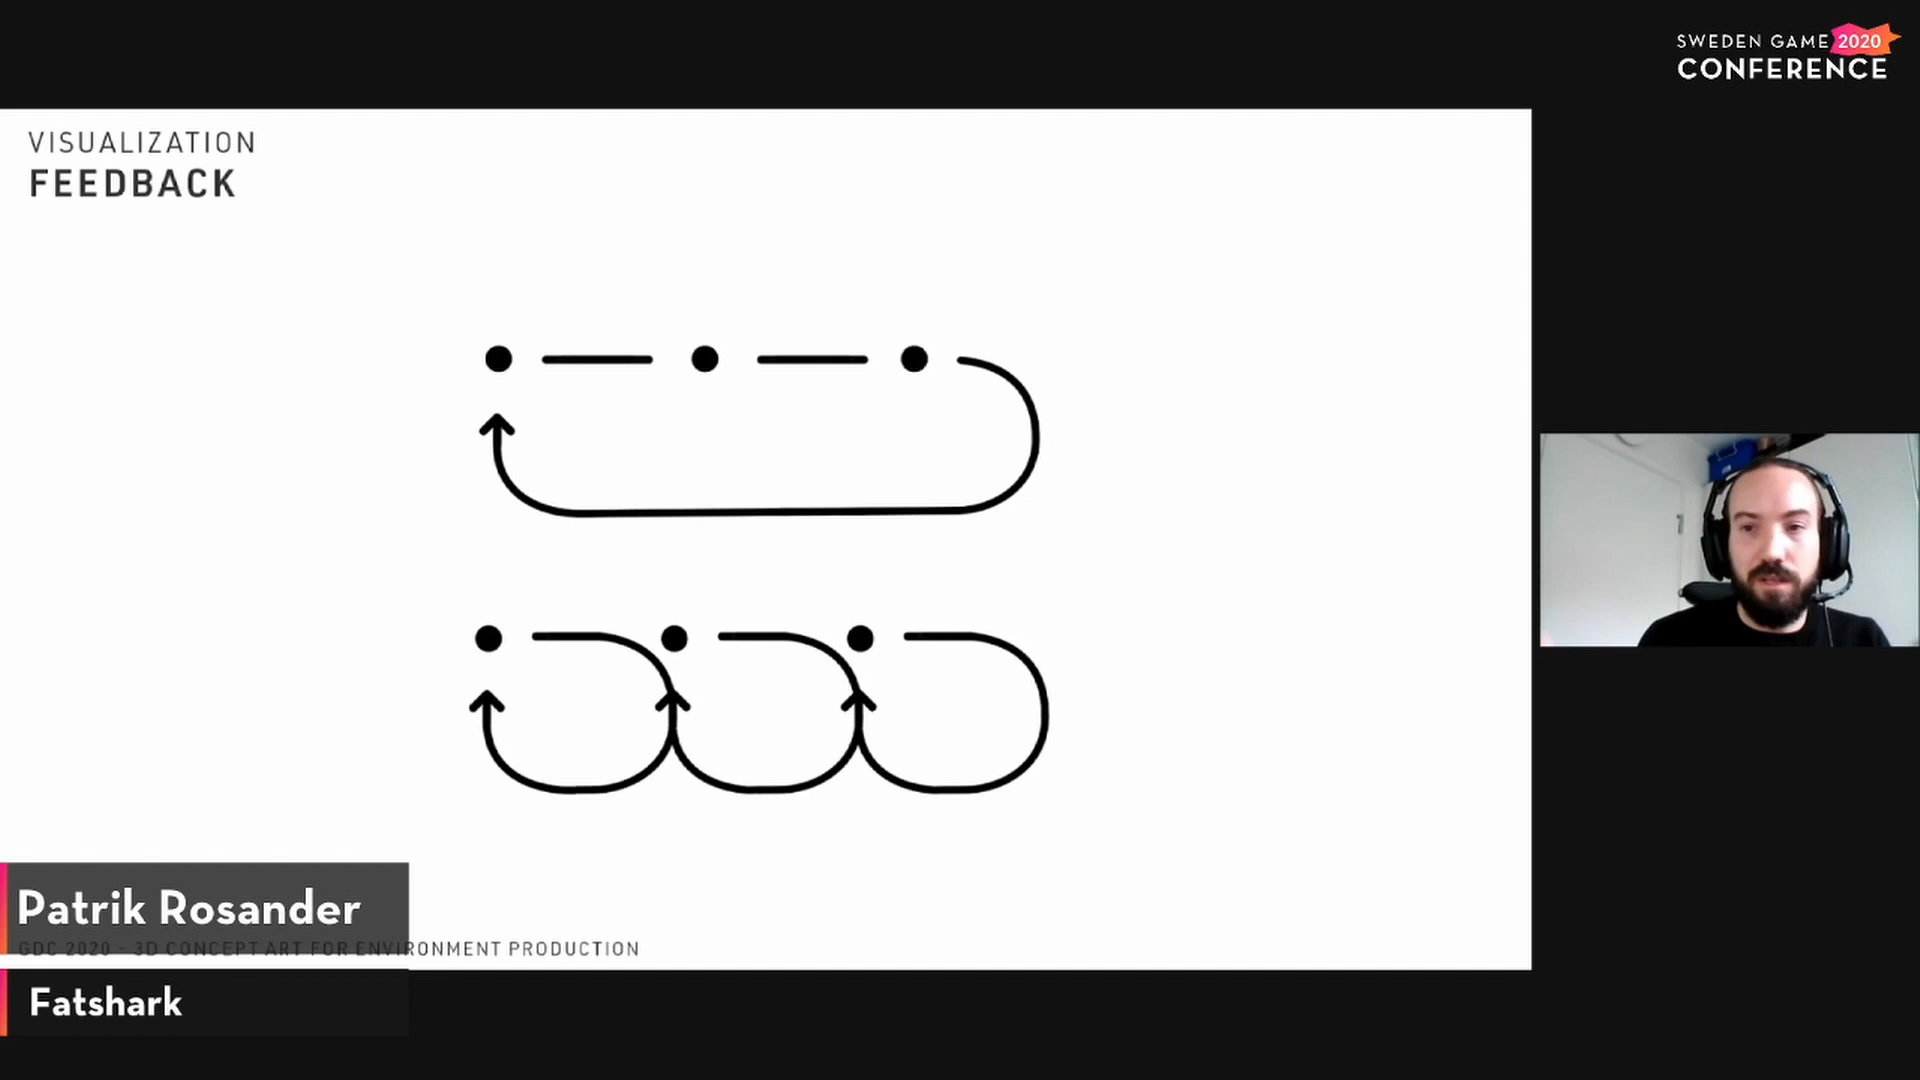 SWEDEN GAME 2020
CONFERENCE
VISUALIZATION
FEEDBACK
Patrik Rosander
GDC 2020 - 3D CONCEPT ART FOR ENVIRONMENT PRODUCTION
Fatshark